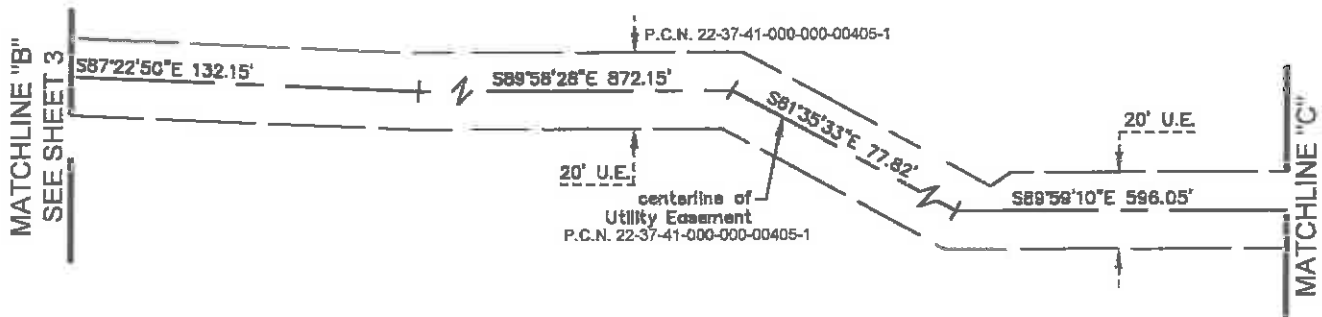 MATCHLINE "B"
SEE SHEET 3
P.C.N. 22-37-41-000-000-00405-1
S87°22'50"E 132.15'
S89°58'28"E 872.15'
S81°35'33"E 77.82'
20' U.E.
20' U.E.
centerline of
Utility Easement
P.C.N. 22-37-41-000-000-00405-1
S89°59'10"E 596.05'
MATCHLINE "C"